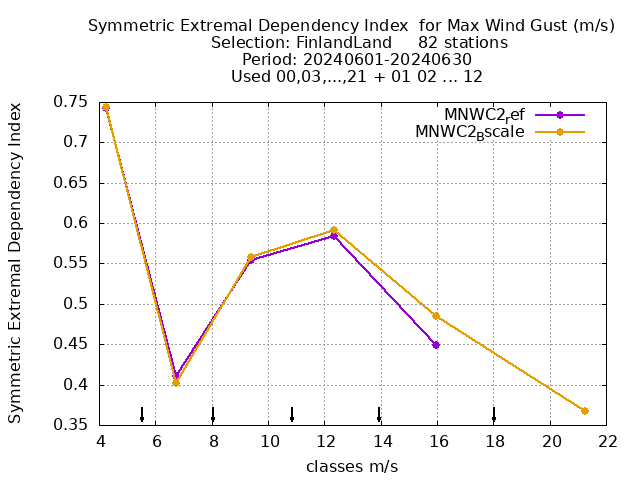 Symmetric Extremal Dependency Index  for Max Wind Gust (m/s)
Selection: FinlandLand     82 stations
Period: 20240601-20240630
Used 00,03,...,21 + 01 02 ... 12
MNWC2_ref
MNWC2_Bscale
Symmetric Extremal Dependency Index
0.75
0.7
0.65
0.6
0.55
0.5
0.45
0.4
0.35
4 6 8 10 12 14 16 18 20 22
classes m/s